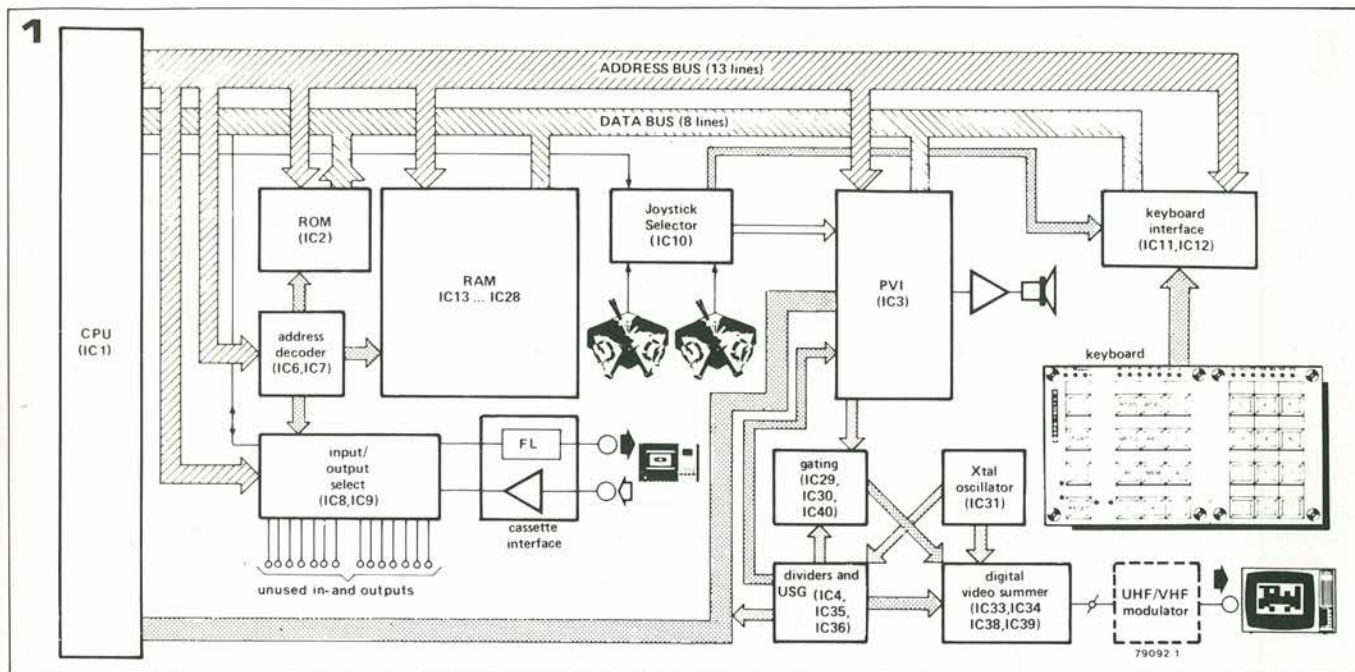 1
ADDRESS BUS (13 lines)
DATA BUS (8 lines)
CPU
(IC1)
ROM
(IC2)
RAM
IC13 ... IC28
Joystick
Selector
(IC10)
PVI
(IC3)
keyboard
interface
(IC11,IC12)
address
decoder
(IC6,IC7)
keyboard
input/
output
select
(IC8,IC9)
FL
cassette
interface
unused in- and outputs
gating
(IC29,
IC30,
IC40)
Xtal
oscillator
(IC31)
dividers and
USG (IC4,
IC35,
IC36)
digital
video summer
(IC33,IC34
IC38,IC39)
UHF/VHF
modulator
79092 1